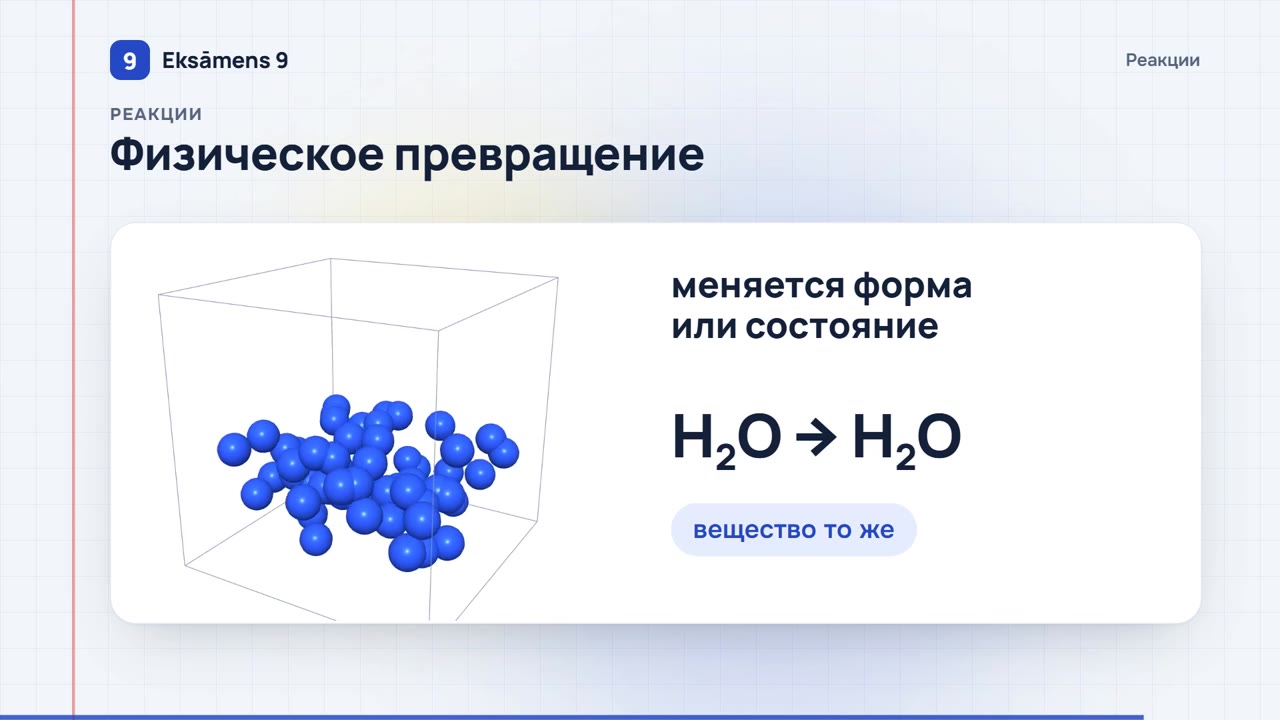 9 Eksāmens 9
Реакции
РЕАКЦИИ
Физическое превращение
меняется форма
или состояние
H₂O → H₂O
вещество то же